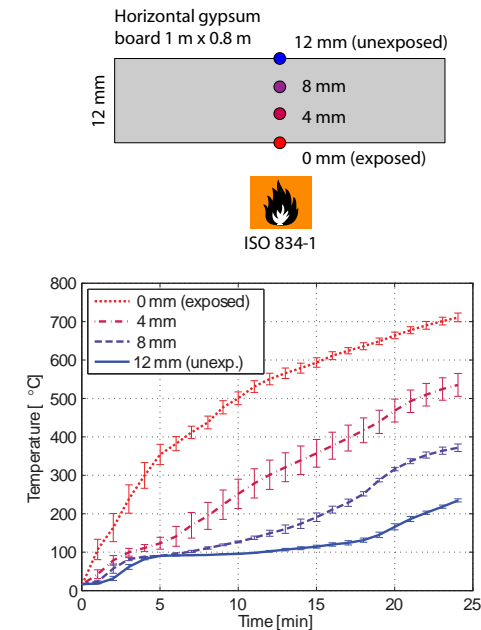 Horizontal gypsum
board 1 m x 0.8 m
12 mm (unexposed)
8 mm
4 mm
12 mm
0 mm (exposed)
ISO 834-1
800
700
600
500
400
300
200
100
0
Temperature [ °C]
0 mm (exposed)
4 mm
8 mm
12 mm (unexp.)
0 5 10 15 20 25
Time [min]